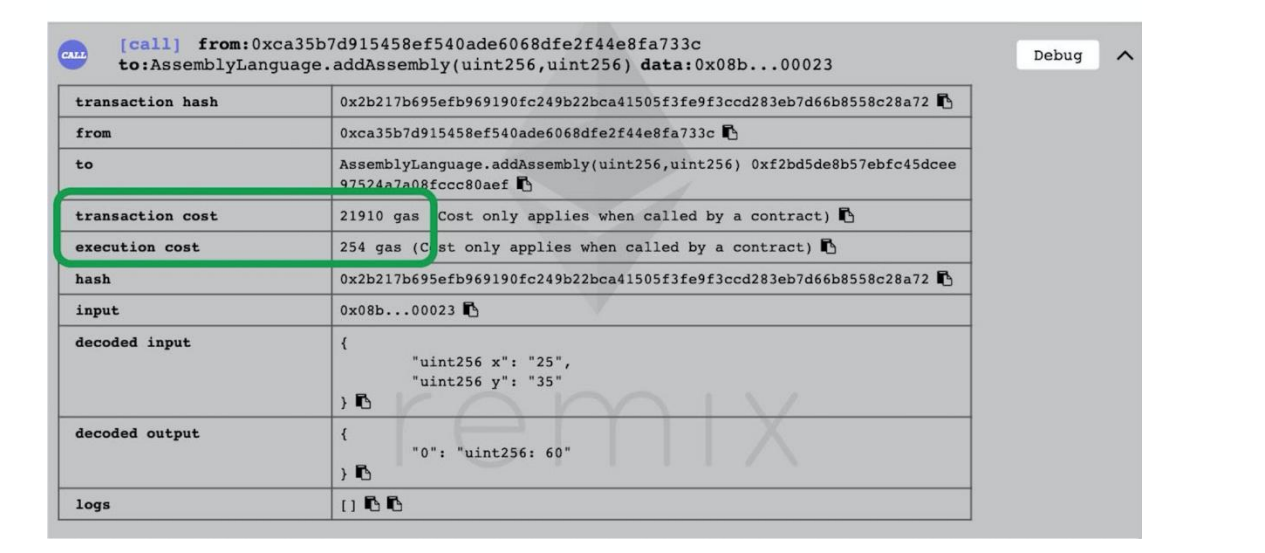 CALL
[call] from:0xca35b7d915458ef540ade6068dfe2f44e8fa733c
to:AssemblyLanguage.addAssembly(uint256,uint256) data:0x08b...00023
Debug
transaction hash 0x2b217b695efb969190fc249b22bca41505f3fe9f3ccd283eb7d66b8558c28a72
from 0xca35b7d915458ef540ade6068dfe2f44e8fa733c
to AssemblyLanguage.addAssembly(uint256,uint256) 0xf2bd5de8b57ebfc45dcee
97524a7a08fccc80aef
transaction cost 21910 gas Cost only applies when called by a contract)
execution cost 254 gas (Cost only applies when called by a contract)
hash 0x2b217b695efb969190fc249b22bca41505f3fe9f3ccd283eb7d66b8558c28a72
input 0x08b...00023
decoded input {
"uint256 x": "25",
"uint256 y": "35"
}
decoded output {
"0": "uint256: 60"
}
logs []
remix